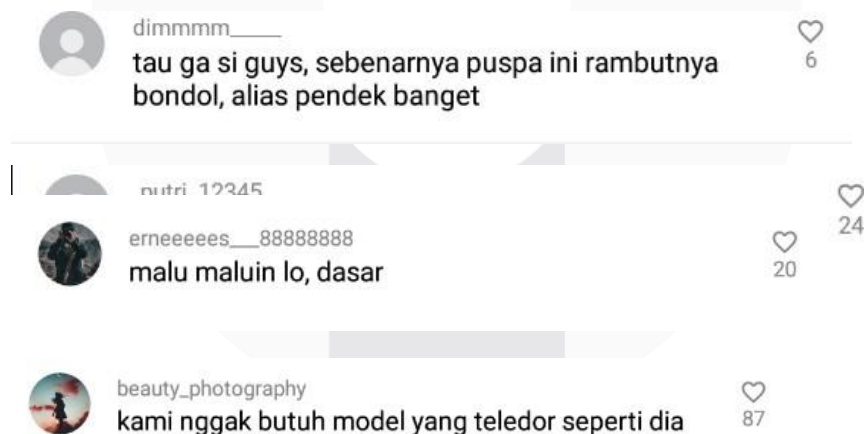 dimmmm_____
6
tau ga si guys, sebenarnya puspa ini rambutnya
bondol, alias pendek banget
putri_12345
24
erneeeees___88888888
20
malu maluin lo, dasar
beauty_photography
87
kami nggak butuh model yang teledor seperti dia